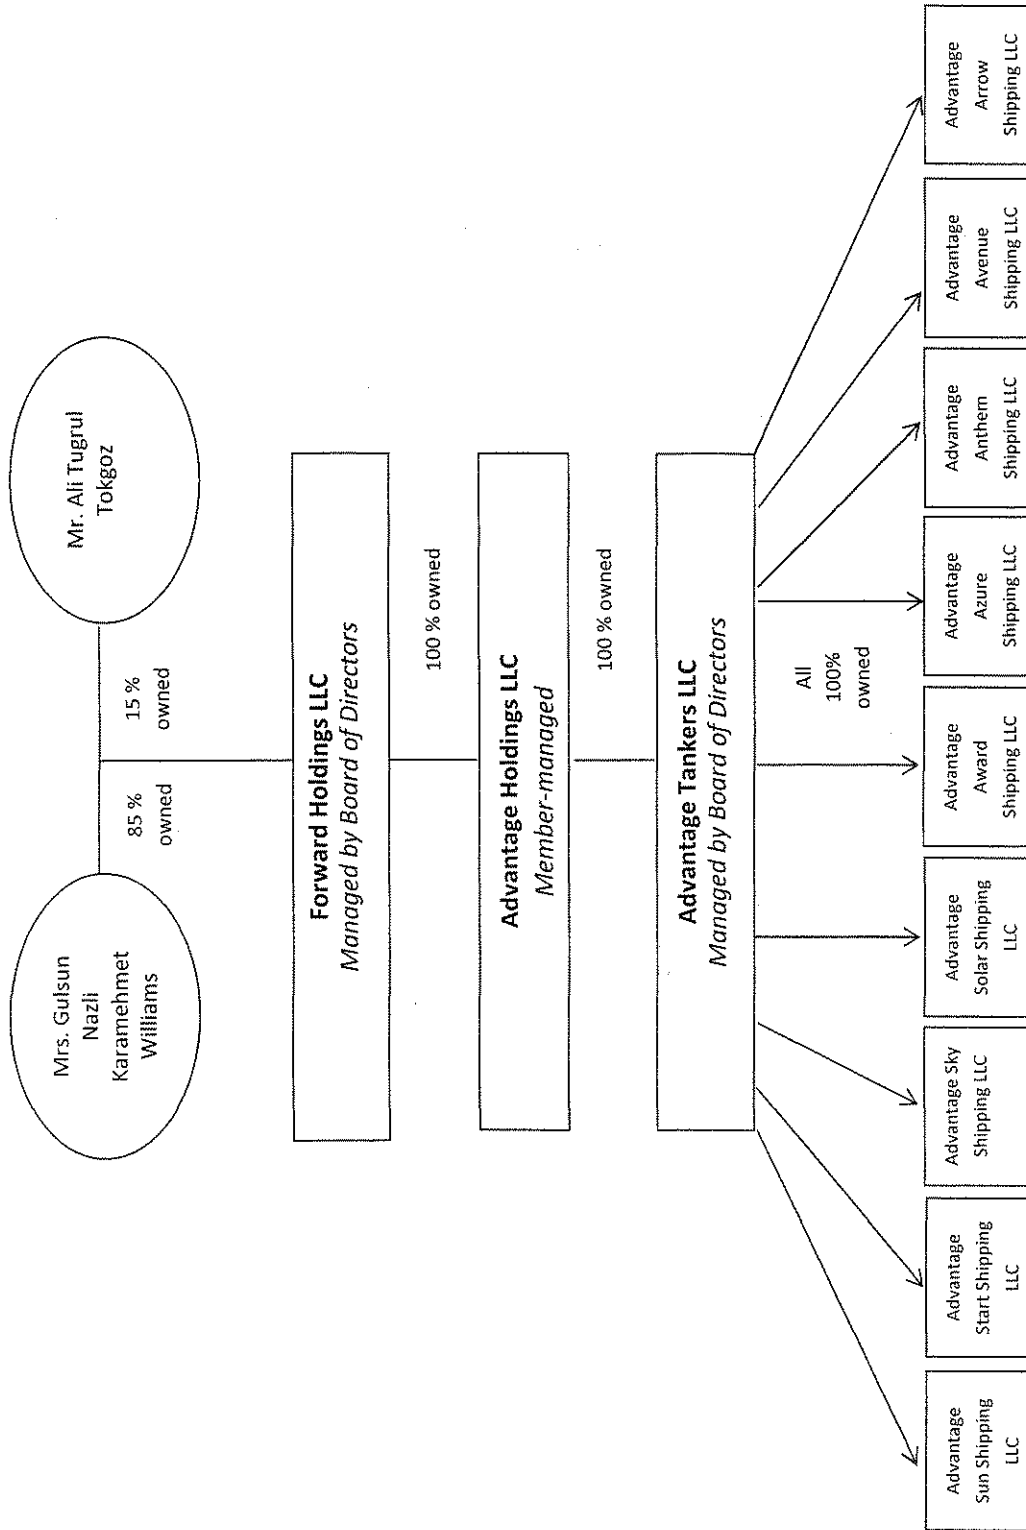 Mrs. Gulsun
Nazli
Karamehmet
Williams
85 %
owned
15 %
owned
Mr. Ali Tugrul
Tokgoz
Forward Holdings LLC
Managed by Board of Directors
100 % owned
Advantage Holdings LLC
Member-managed
100 % owned
Advantage Tankers LLC
Managed by Board of Directors
All
100%
owned
Advantage
Sun Shipping
LLC
Advantage
Start Shipping
LLC
Advantage Sky
Shipping LLC
Advantage
Solar Shipping
LLC
Advantage
Award
Shipping LLC
Advantage
Azure
Shipping LLC
Advantage
Anthem
Shipping LLC
Advantage
Avenue
Shipping LLC
Advantage
Arrow
Shipping LLC